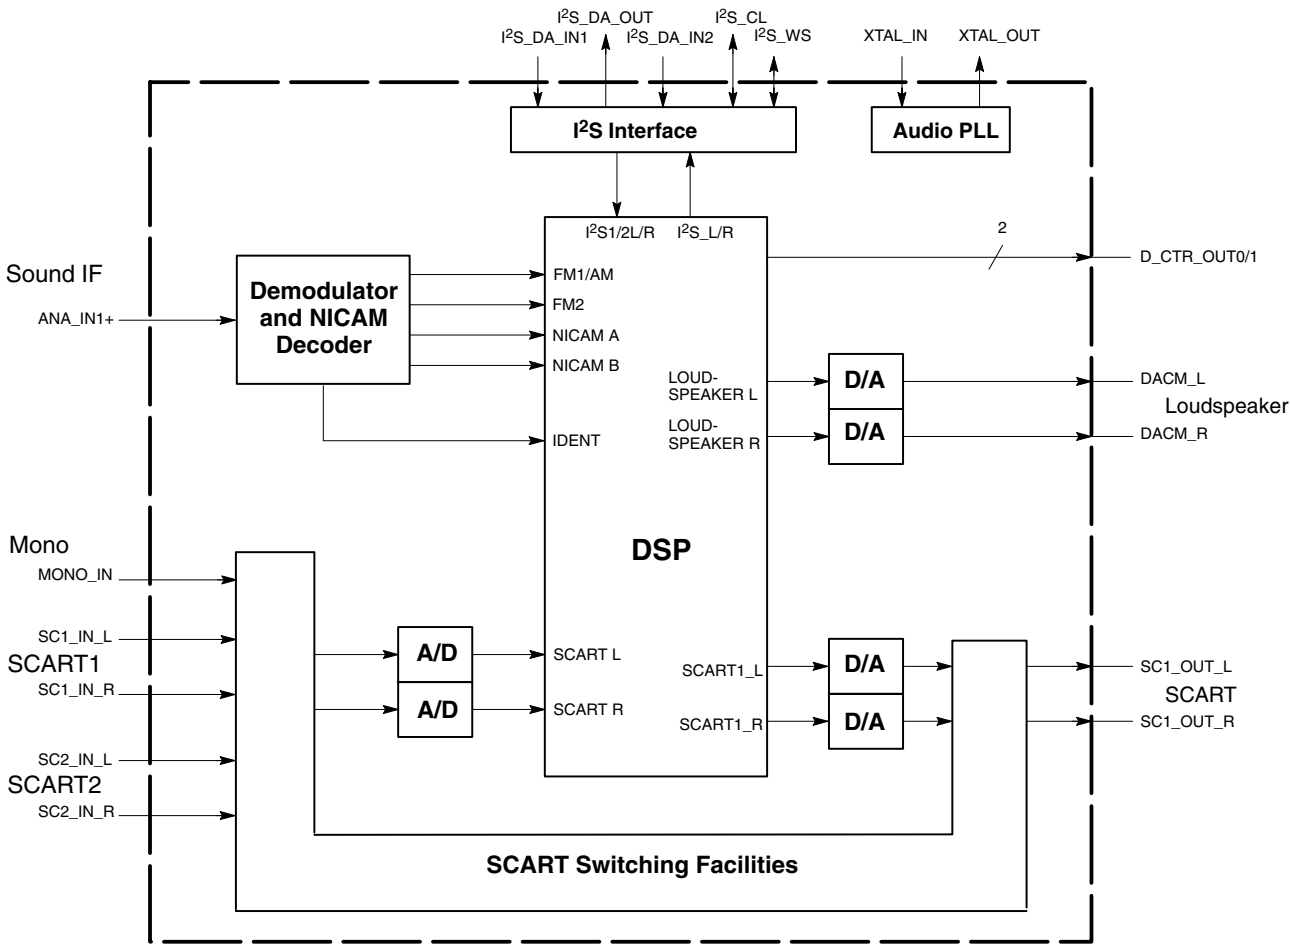 I²S_DA_OUT
I²S_CL
I²S_DA_IN1
I²S_DA_IN2
I²S_WS
XTAL_IN
XTAL_OUT
I²S Interface
Audio PLL
I²S1/2L/R
I²S_L/R
2
D_CTR_OUT0/1
Sound IF
ANA_IN1+
Demodulator
and NICAM
Decoder
FM1/AM
FM2
NICAM A
NICAM B
IDENT
LOUD-
SPEAKER L
LOUD-
SPEAKER R
D/A
D/A
DACM_L
Loudspeaker
DACM_R
DSP
Mono
MONO_IN
SC1_IN_L
SCART1
SC1_IN_R
SC2_IN_L
SCART2
SC2_IN_R
A/D
A/D
SCART L
SCART R
SCART1_L
SCART1_R
D/A
D/A
SC1_OUT_L
SCART
SC1_OUT_R
SCART Switching Facilities